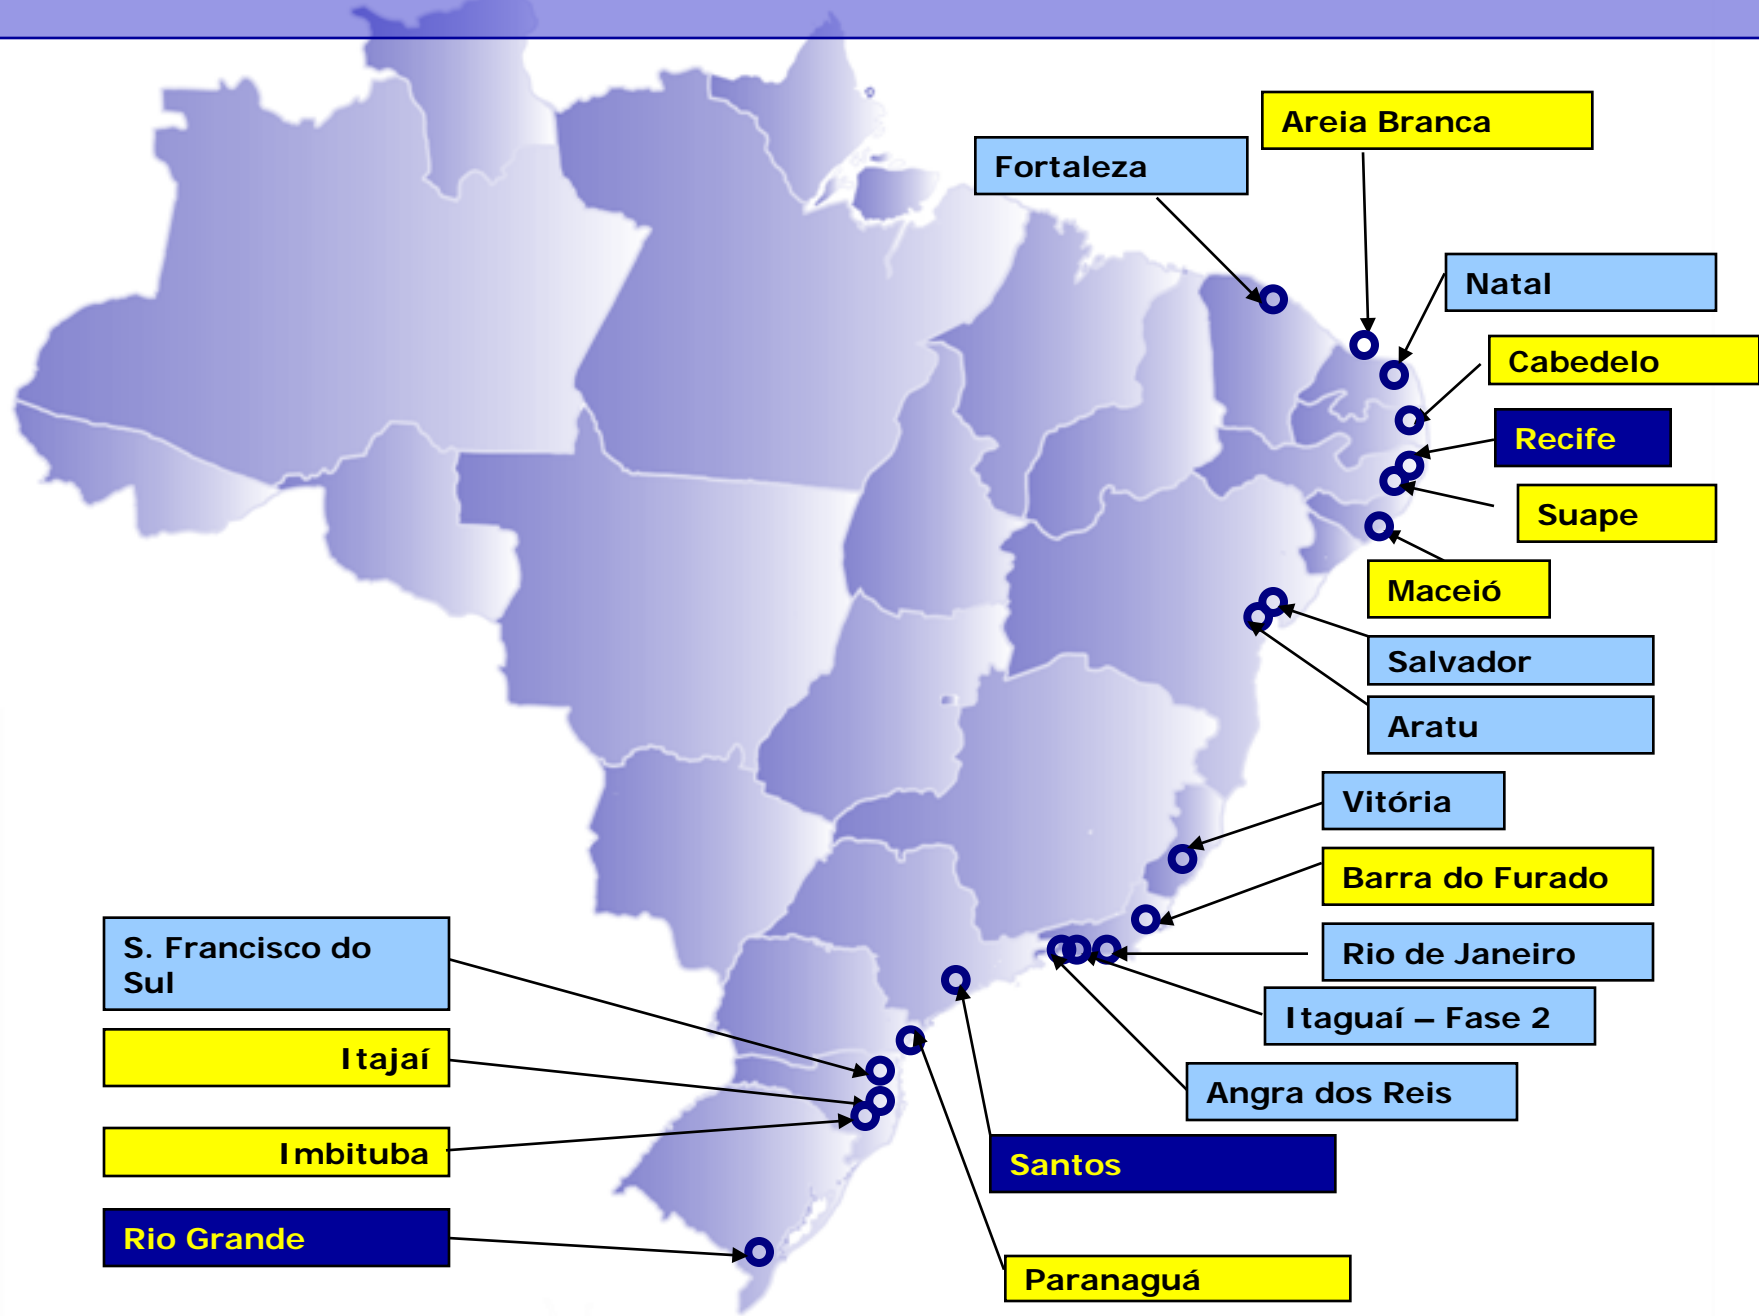 Areia Branca
Fortaleza
Natal
Cabedelo
Recife
Suape
Maceió
Salvador
Aratu
Vitória
Barra do Furado
Rio de Janeiro
Itaguaí – Fase 2
Angra dos Reis
Santos
Paranaguá
S. Francisco do
Sul
Itajaí
Imbituba
Rio Grande